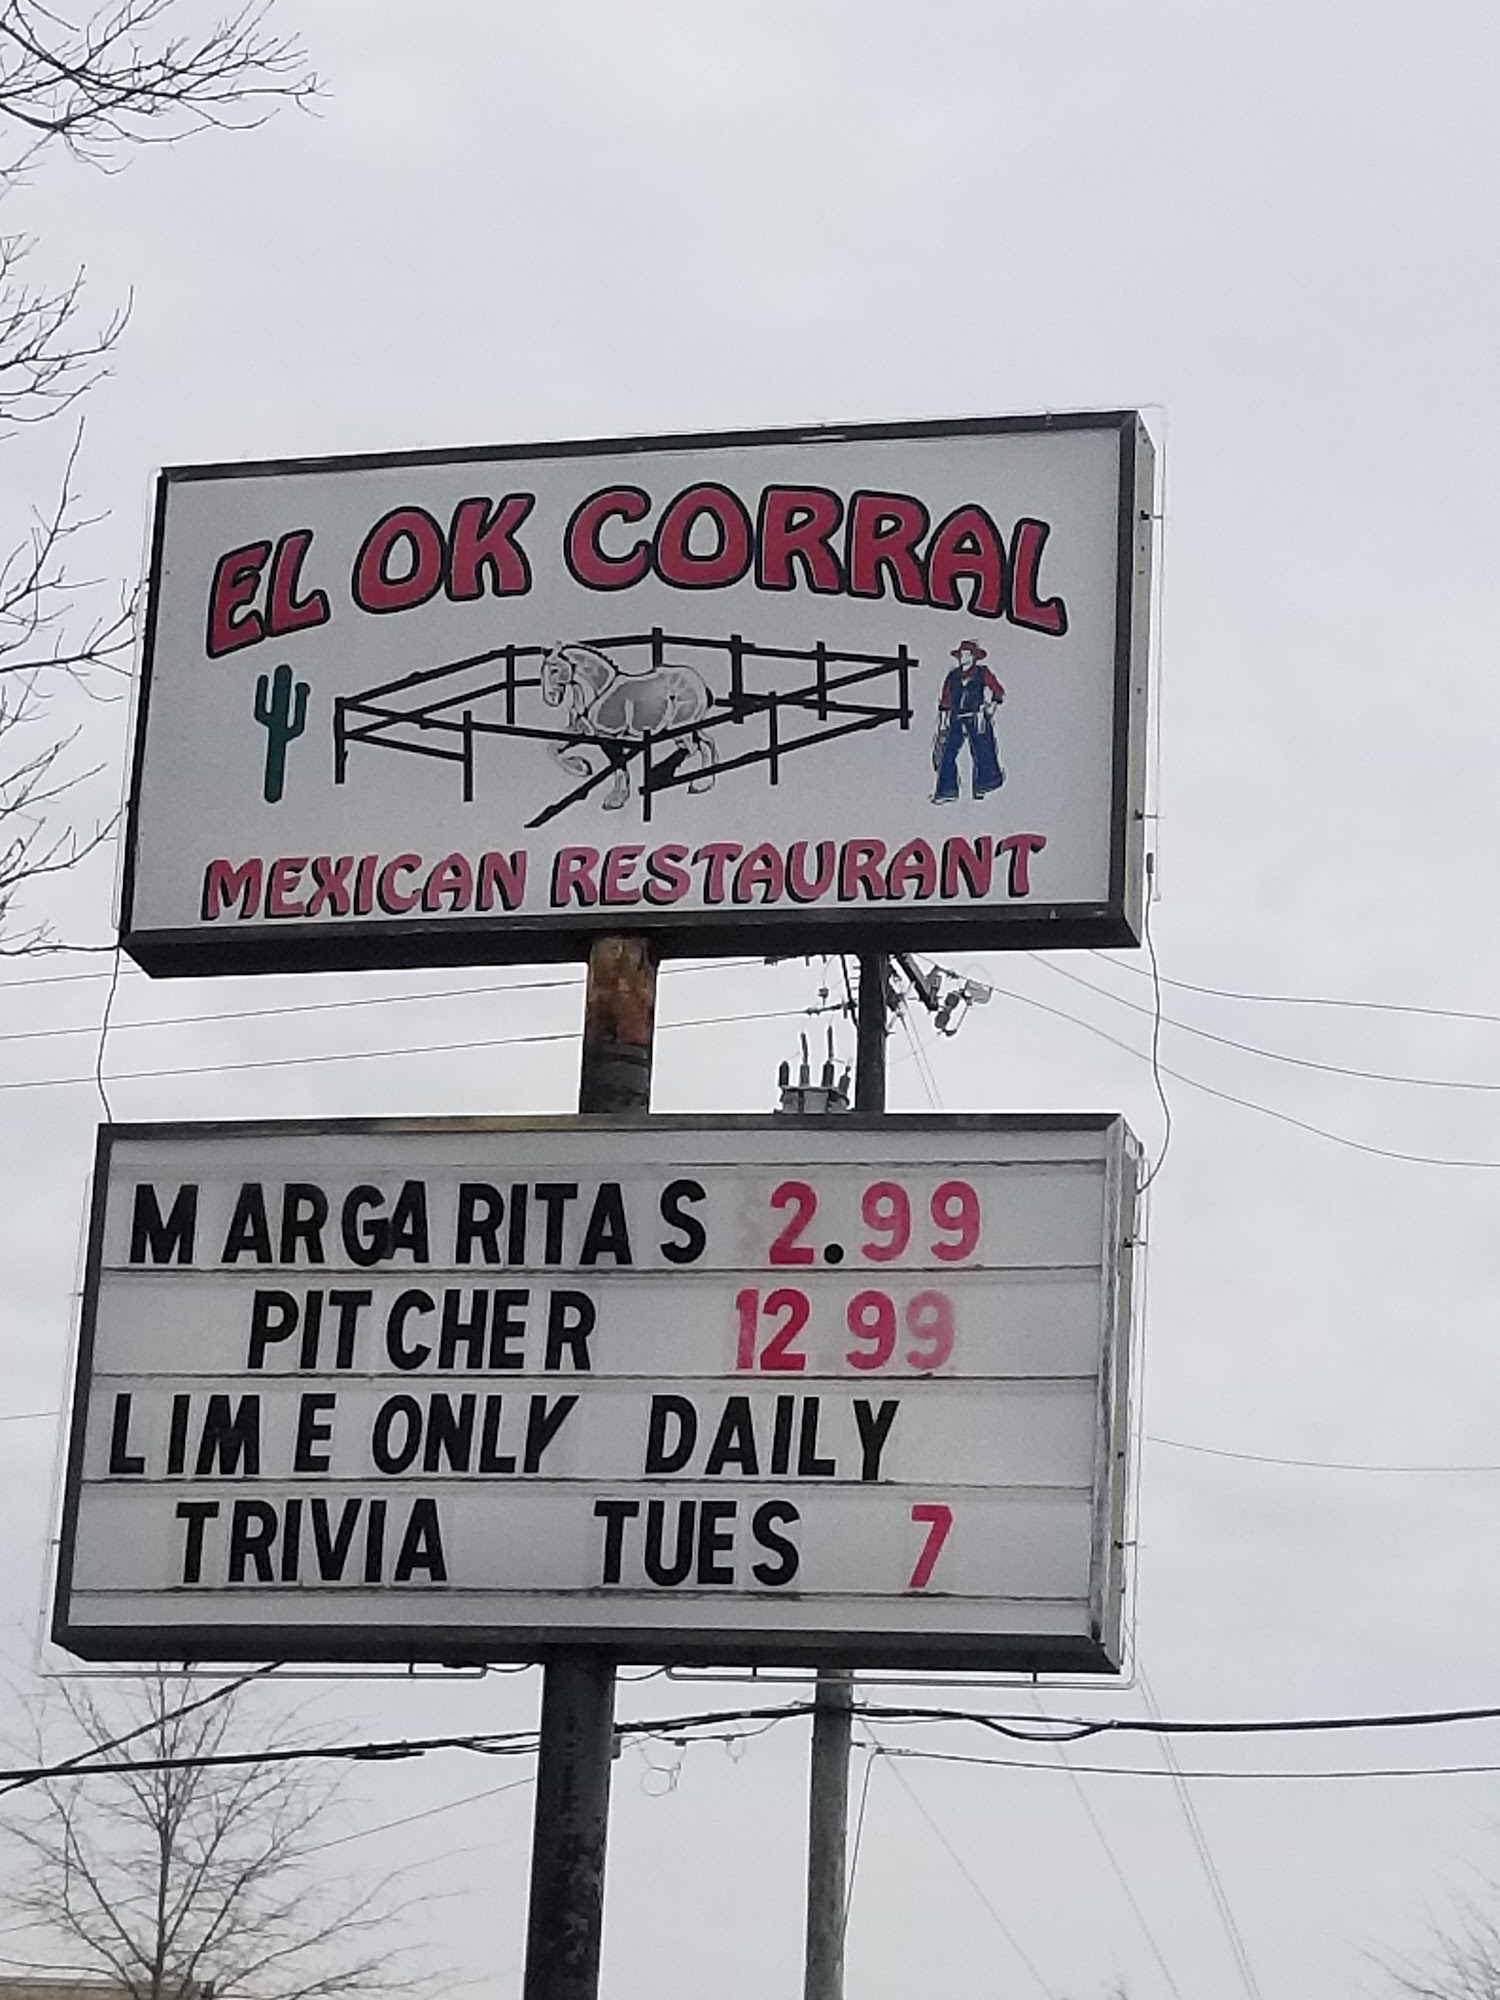 EL OK CORRAL
MEXICAN RESTAURANT
MARGARITAS 2.99
PITCHER 12 99
LIME ONLY DAILY
TRIVIA TUES 7